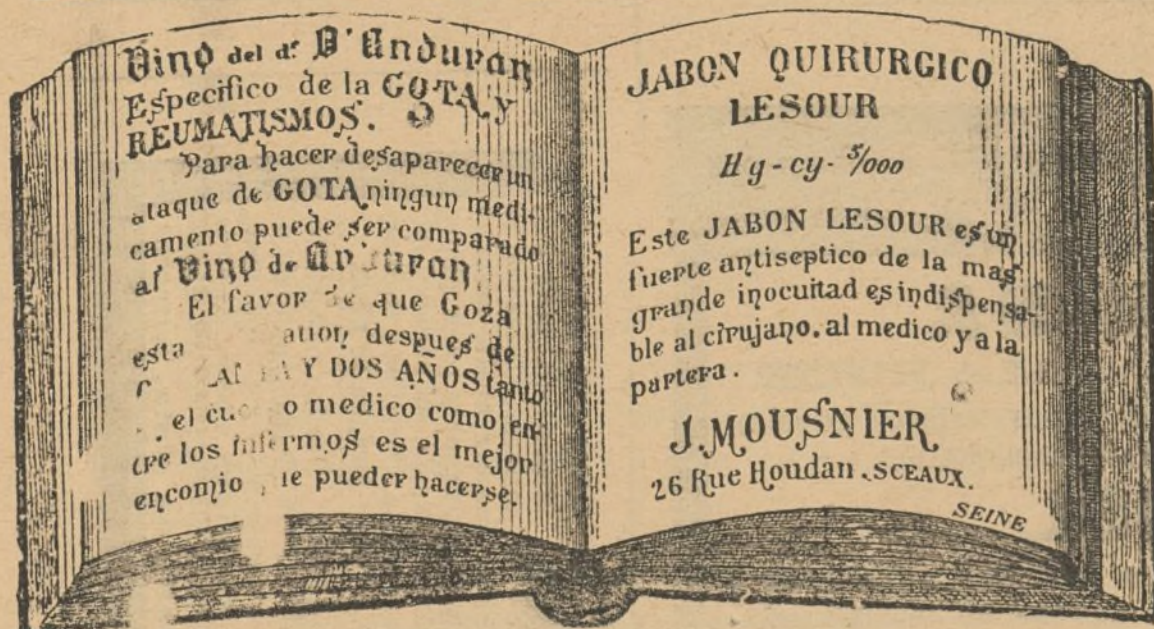 Vino del dr. D'Anduran
Especifico de la GOTA y
REUMATISMOS.
Para hacer desaparecer un
ataque de GOTA ningun medi-
camento puede ser comparado
al Vino de
El favor de que Goza
esta despues de
Y DOS AÑOS tanto
el medico como en-
tre los es el mejor
encomio pueder hacerse.
JABON QUIRURGICO
LESOUR
Hg-cy-5/000
Este JABON LESOUR es un
fuerte antiseptico de la mas
grande inocuitad es indispensa-
ble al cirujano. al medico y a la
partera.
J. MOUSNIER
26 Rue Houdan. SCEAUX.
SEINE